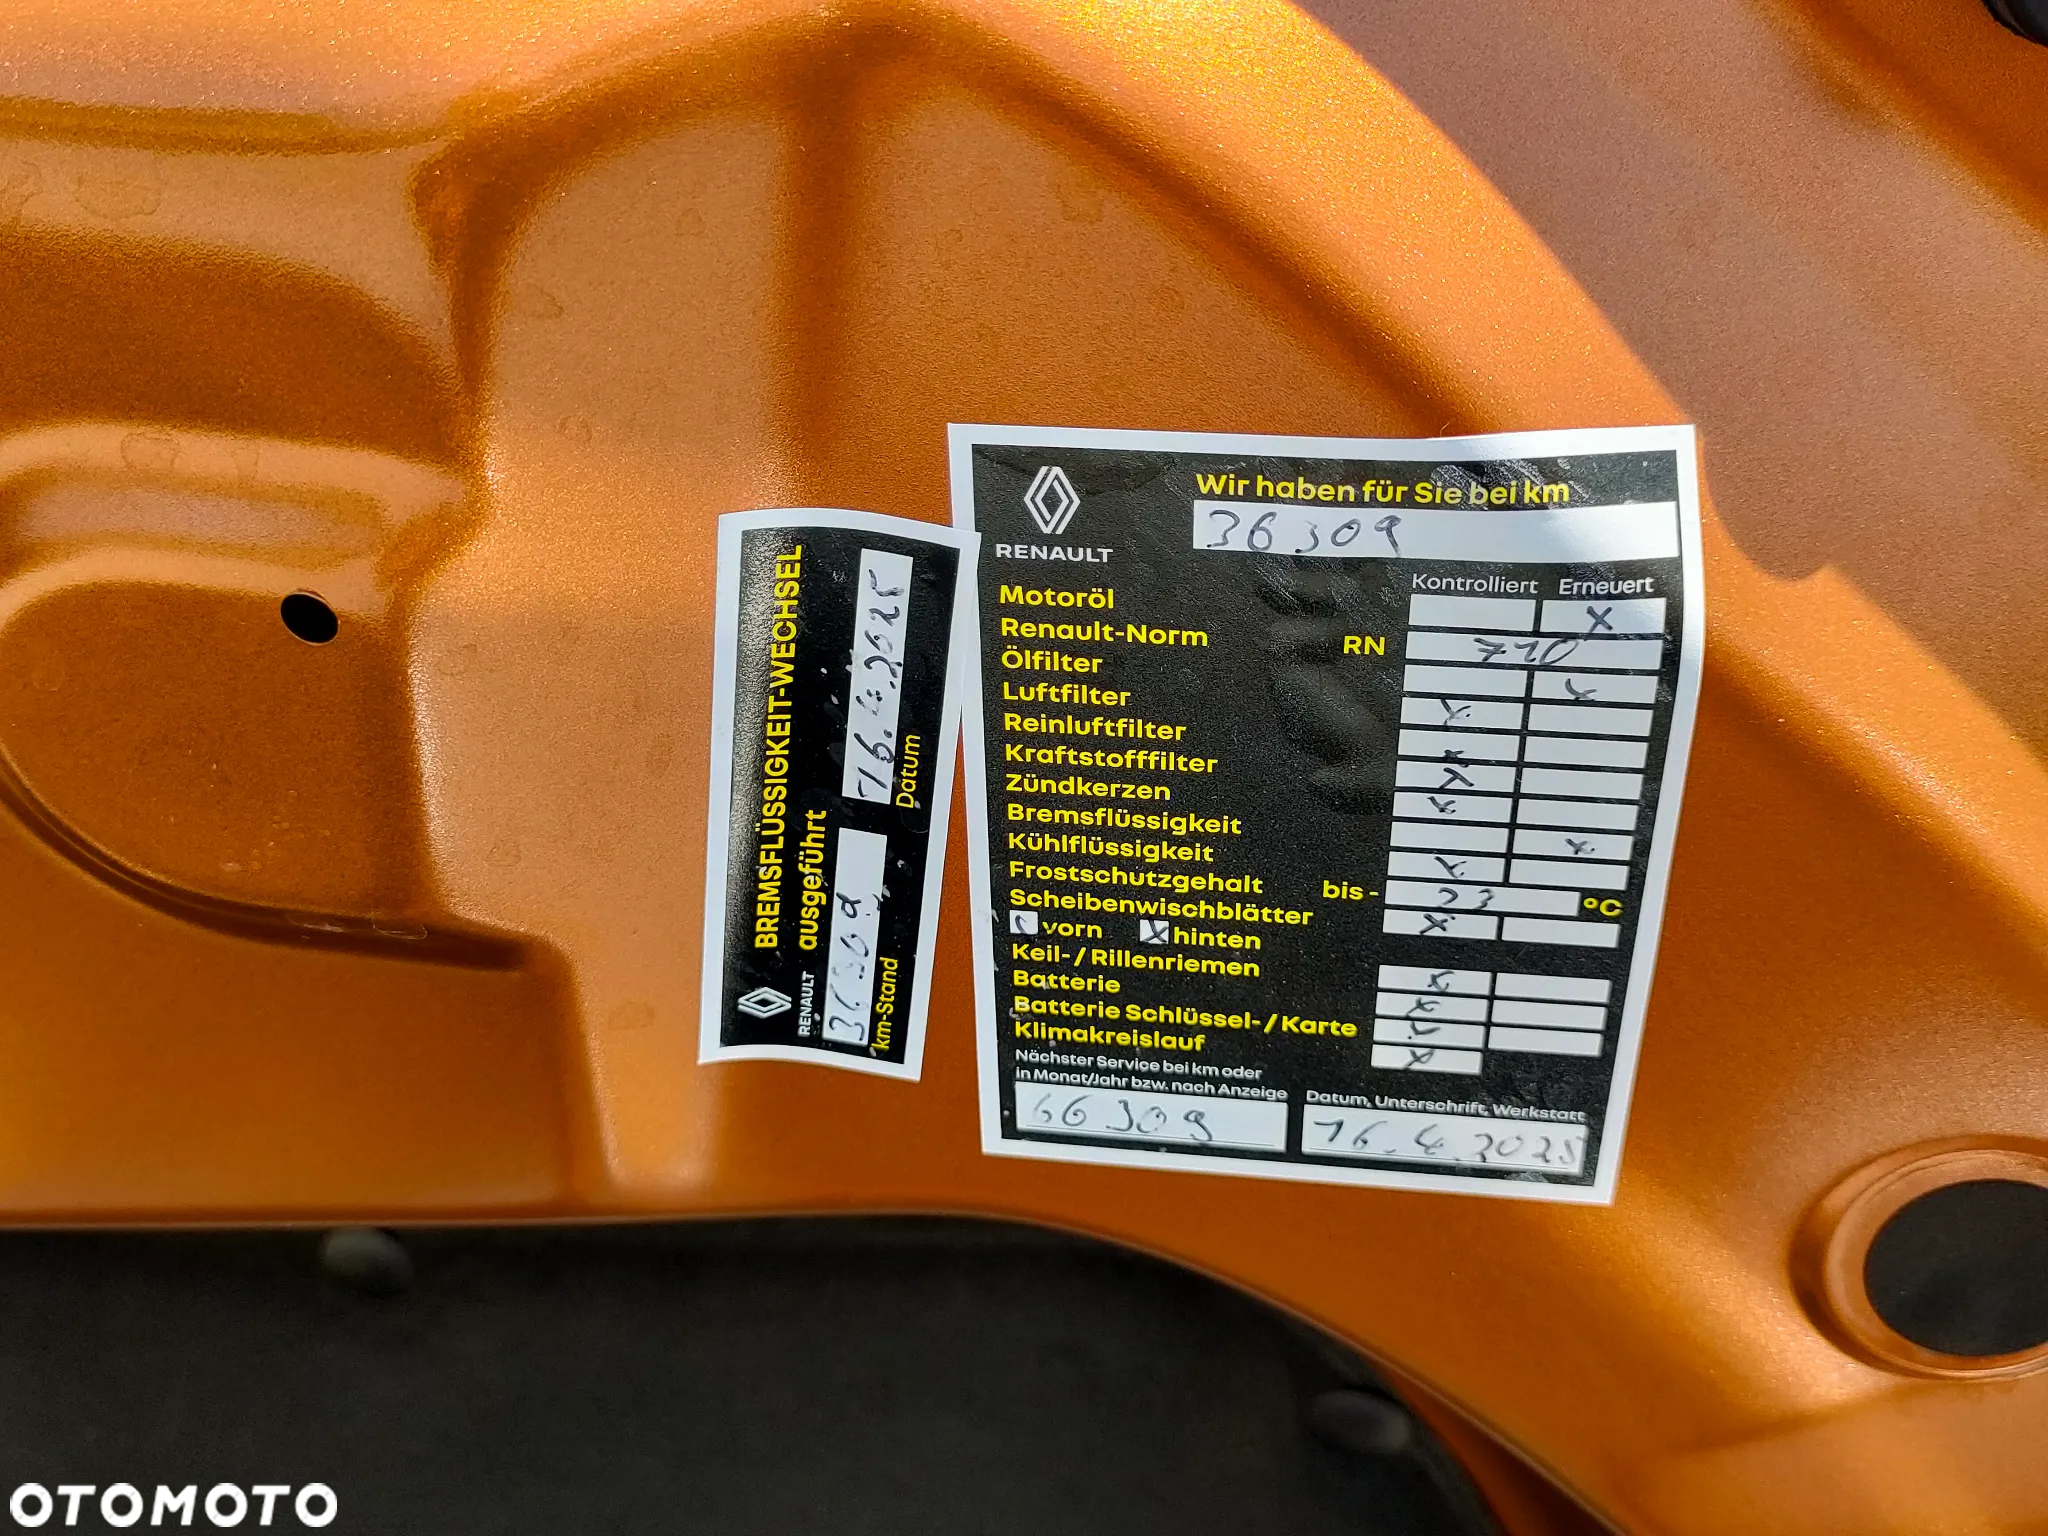 BREMSFLÜSSIGKEIT-WECHSEL
ausgeführt
16.4.2025
Datum
36309
km-Stand
RENAULT
RENAULT
Wir haben für Sie bei km
36309
Kontrolliert Erneuert
Motoröl X
Renault-Norm RN 710
Ölfilter X
Luftfilter X
Reinluftfilter X
Kraftstofffilter X
Zündkerzen X
Bremsflüssigkeit X
Kühlflüssigkeit X
Frostschutzgehalt bis - 23 °C
Scheibenwischblätter X
vorn X hinten
Keil- / Rillenriemen X
Batterie X
Batterie Schlüssel- / Karte X
Klimakreislauf X
Nächster Service bei km oder
in Monat/Jahr bzw. nach Anzeige
66309
Datum, Unterschrift, Werkstatt
16.4.2025
OTOMOTO